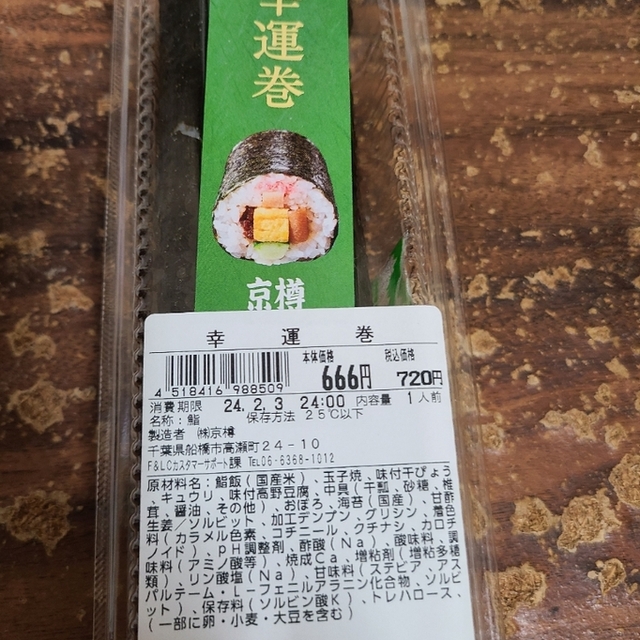 幸運巻
京樽
幸運巻
本体価格 税込価格
666円 720円
4 518416 988509
消費期限 24. 2. 3 24:00 内容量 1人前
名称：鮨 保存方法 25℃以下
製造者 ㈱京樽
千葉県船橋市高瀬町24-10
F&LCカスタマーサポート課 TEL06-6368-1012
原材料名：鮨飯（国産米）、玉子焼、味付干ぴょう
、キュウリ、味付高野豆腐、中具（干瓢、砂糖、椎
茸、醤油、その他）、おぼろ、海苔（国産）、甘酢
生姜／ソルビット、加工デンプン、グリシン、着色
料（カラメル色素、コチニール、クチナシ、カロチ
ノイド）、ｐH調整剤、酢酸（Na）、酸味料、調
味料（アミノ酸等）、焼成Ca、増粘剤（増粘多糖
類）、リン酸塩（Na）、甘味料（ステビア、アス
パルテーム・L-フェニルアラニン化合物、ソルビ
ット）、保存料（ソルビン酸K）、トレハロース、
（一部に卵・小麦・大豆を含む）